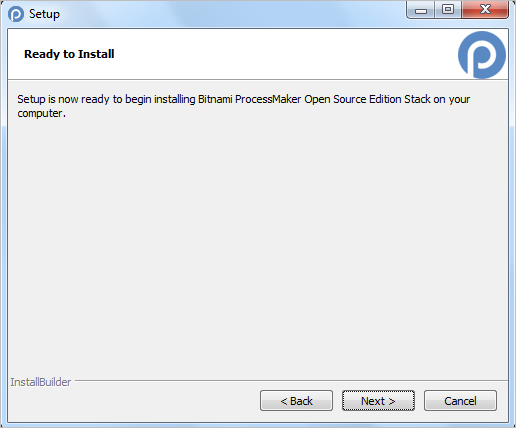 Setup
Ready to Install
Setup is now ready to begin installing Bitnami ProcessMaker Open Source Edition Stack on your
computer.
InstallBuilder
< Back
Next >
Cancel